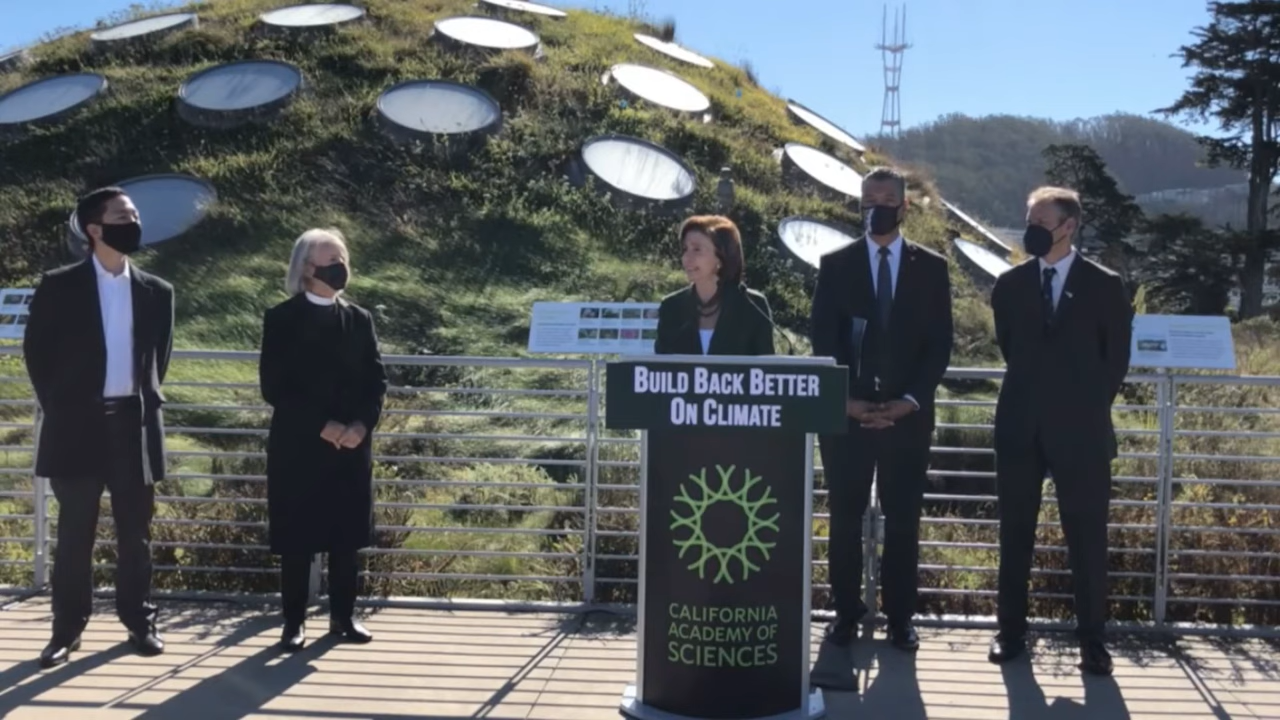 BUILD BACK BETTER
ON CLIMATE
CALIFORNIA
ACADEMY OF
SCIENCES